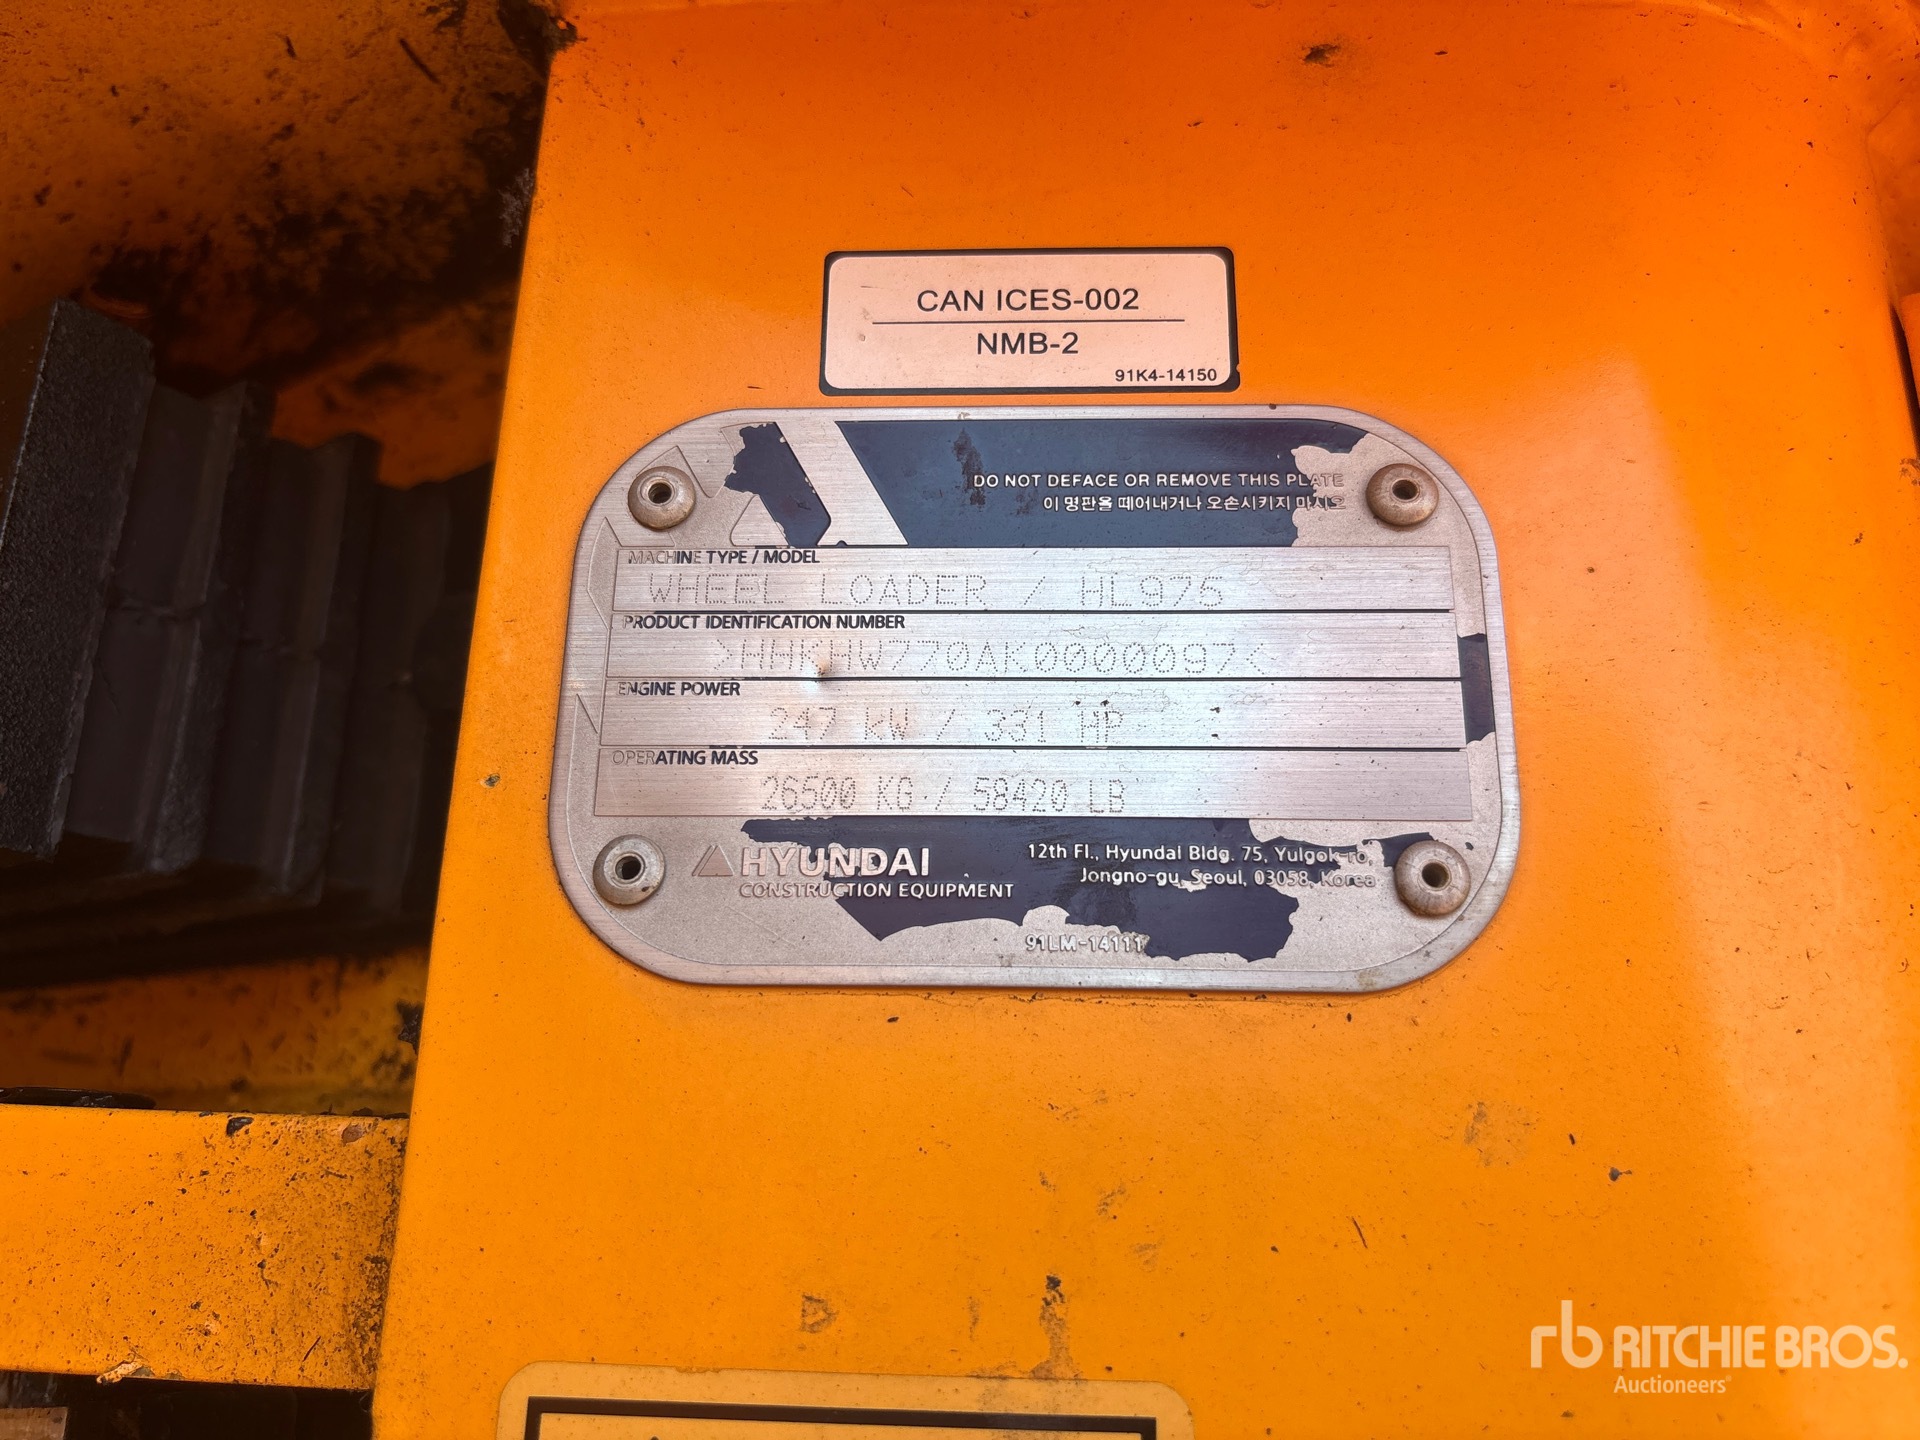 CAN ICES-002
NMB-2
91K4-14150
DO NOT DEFACE OR REMOVE THIS PLATE
이 명판을 떼어내거나 오손시키지 마시오
MACHINE TYPE / MODEL
WHEEL LOADER / HL975
PRODUCT IDENTIFICATION NUMBER
>HHKHW770AK0000097<
ENGINE POWER
247 kW / 331 HP
OPERATING MASS
26500 KG / 58420 LB
HYUNDAI
CONSTRUCTION EQUIPMENT
12th Fl., Hyundai Bldg. 75, Yulgok-ro,
Jongno-gu, Seoul, 03058, Korea
91LM-14111
rb RITCHIE BROS.
Auctioneers